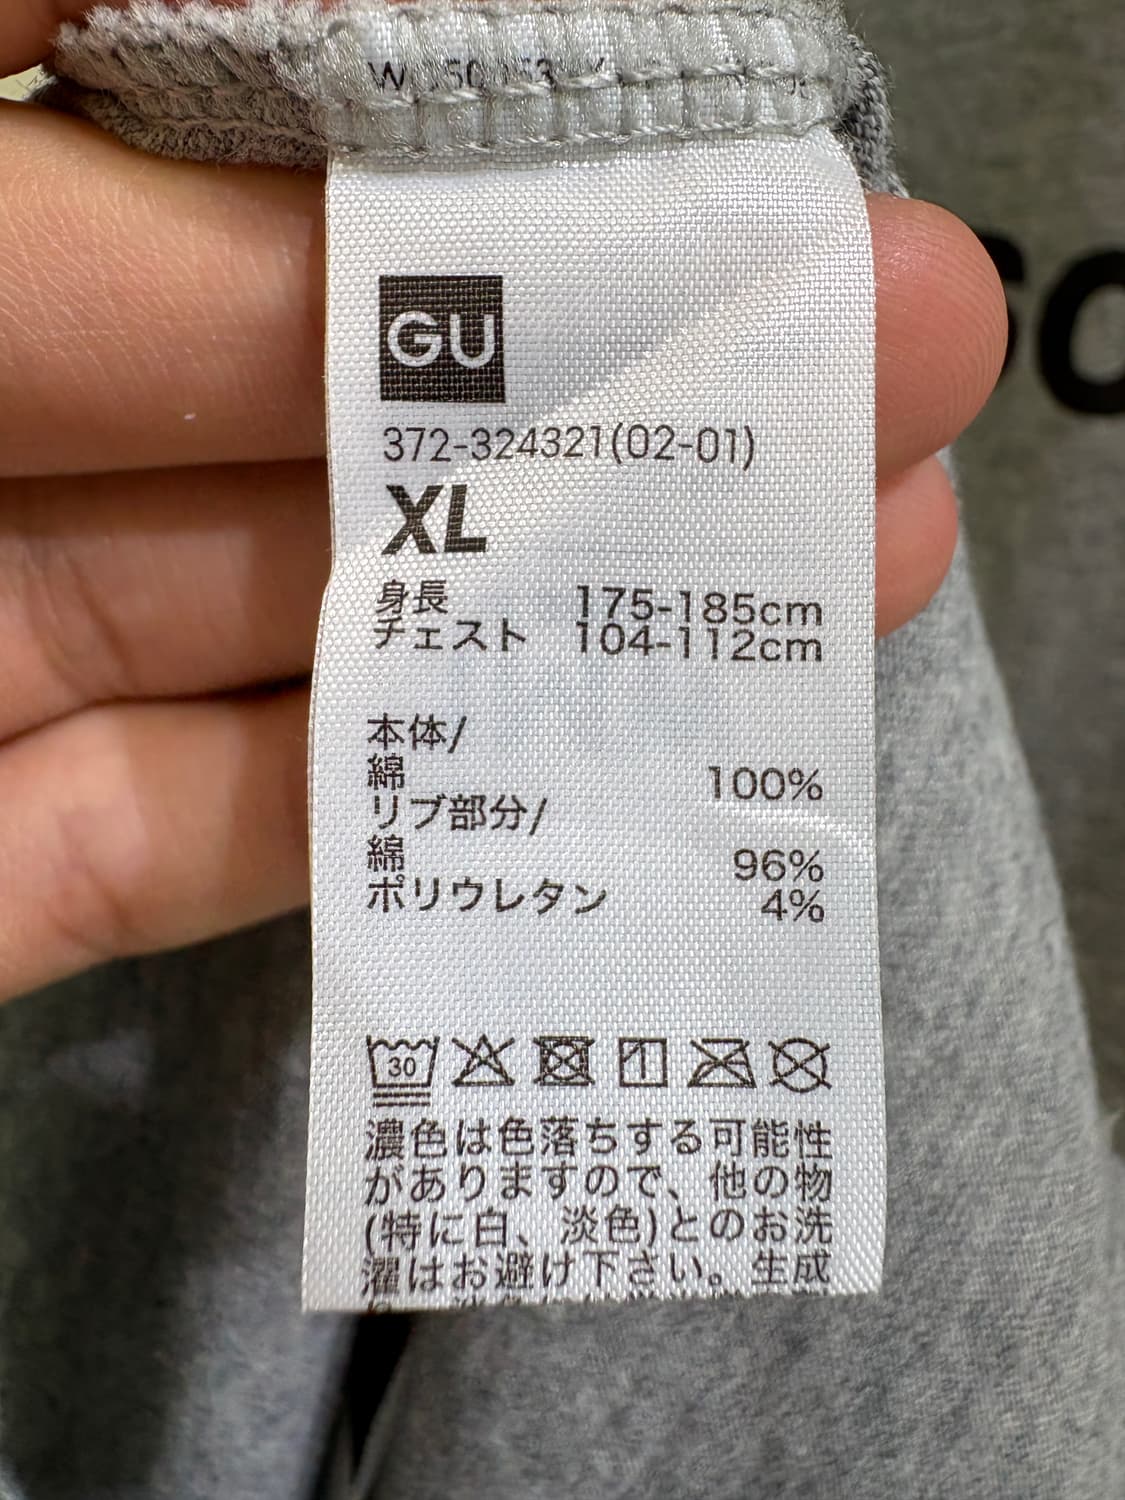 GU
372-324321(02-01)
XL
身長 175-185cm
チェスト 104-112cm
本体/
綿 100%
リブ部分/
綿 96%
ポリウレタン 4%
30
濃色は色落ちする可能性
がありますので、他の物
(特に白、淡色)とのお洗
濯はお避け下さい。生成